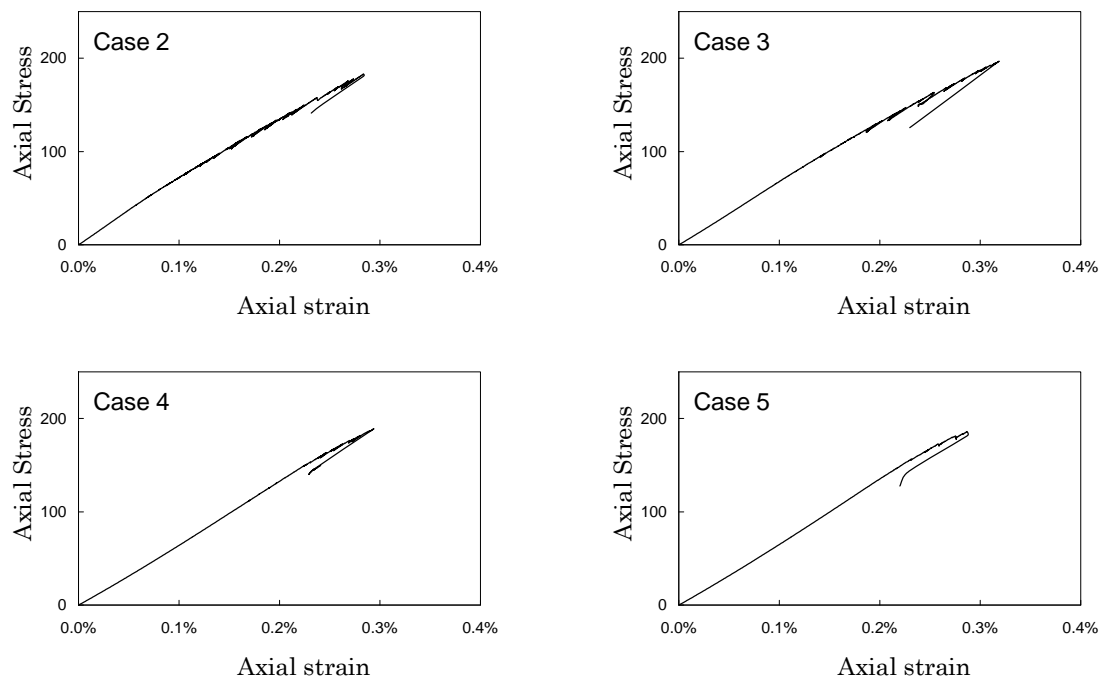 Case 2
Axial Stress
200
100
0
0.0% 0.1% 0.2% 0.3% 0.4%
Axial strain
Case 3
Axial Stress
200
100
0
0.0% 0.1% 0.2% 0.3% 0.4%
Axial strain
Case 4
Axial Stress
200
100
0
0.0% 0.1% 0.2% 0.3% 0.4%
Axial strain
Case 5
Axial Stress
200
100
0
0.0% 0.1% 0.2% 0.3% 0.4%
Axial strain